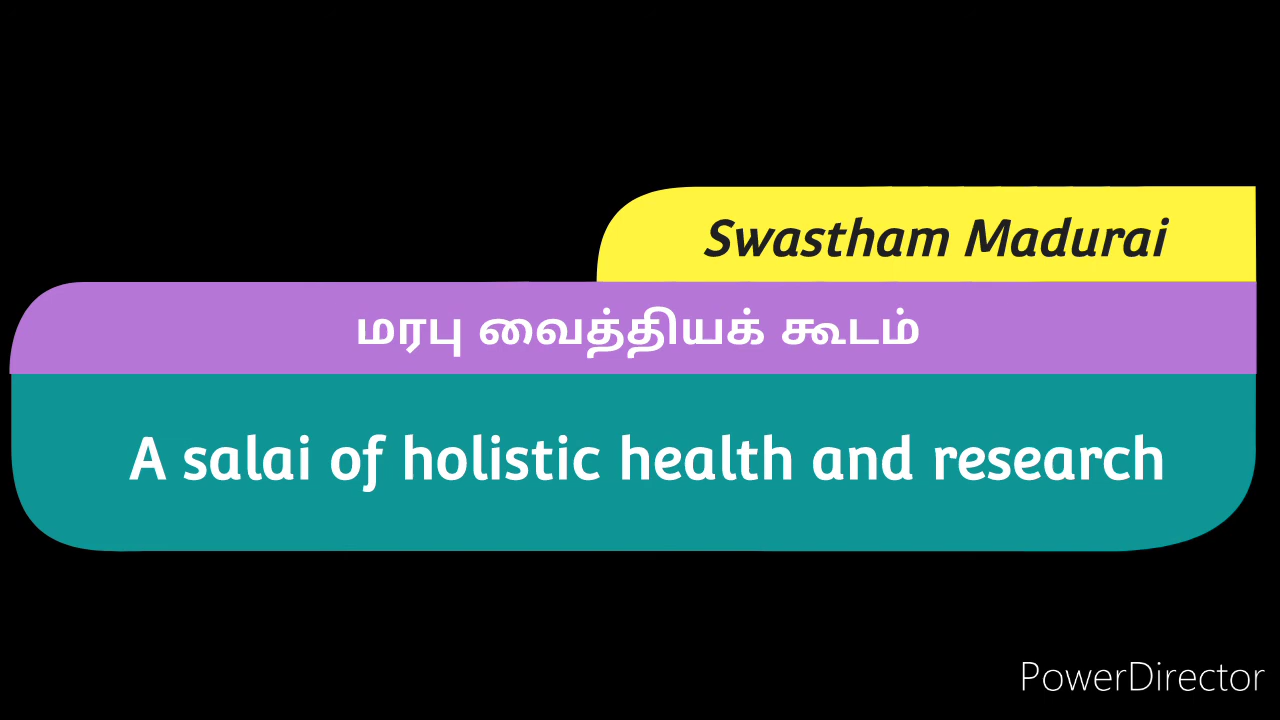 Swastham Madurai
மரபு வைத்தியக் கூடம்
A salai of holistic health and research
PowerDirector